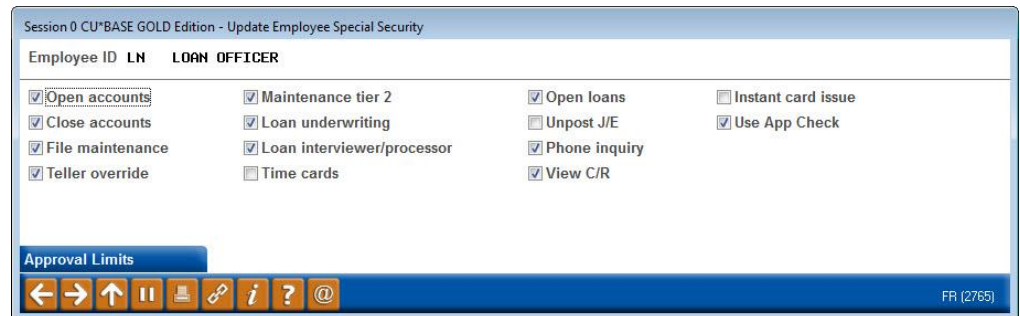 Session 0 CU*BASE GOLD Edition - Update Employee Special Security
Employee ID LN LOAN OFFICER
Open accounts Maintenance tier 2 Open loans Instant card issue
Close accounts Loan underwriting Unpost J/E Use App Check
File maintenance Loan interviewer/processor Phone inquiry
Teller override Time cards View C/R
Approval Limits
i ? @ FR (2765)